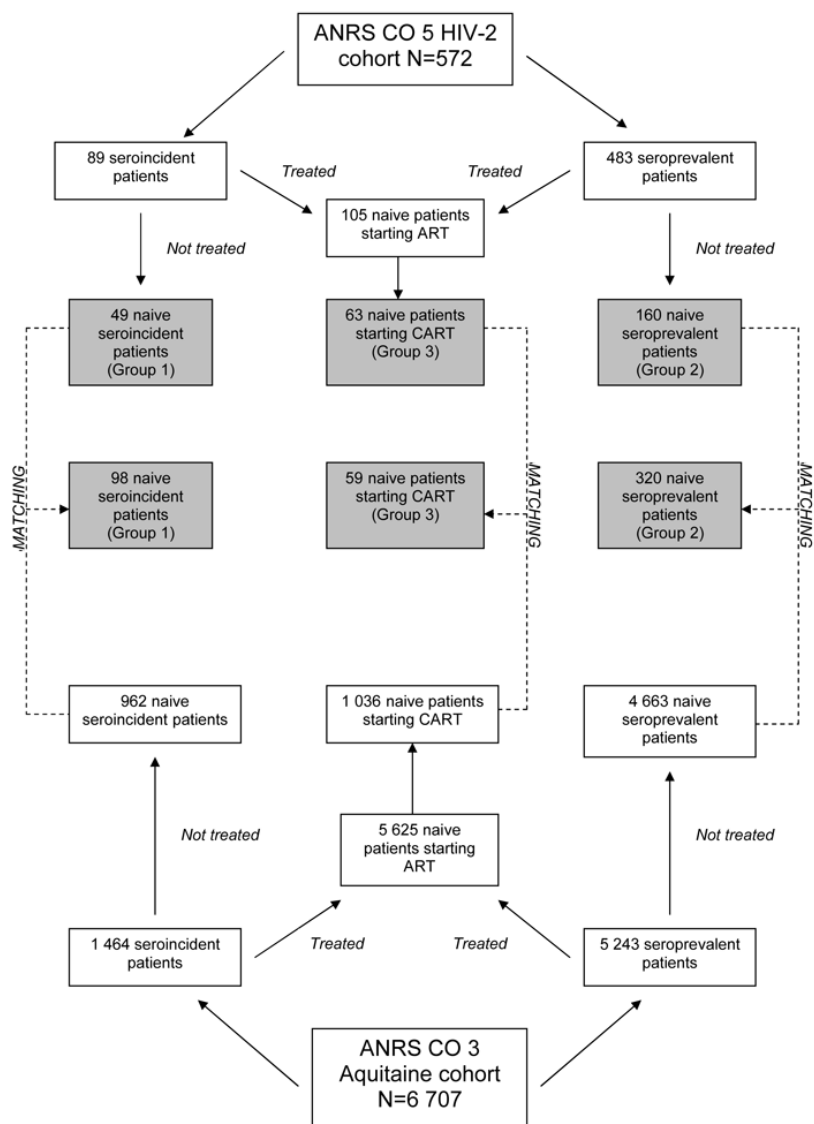 ANRS CO 5 HIV-2
cohort N=572
89 seroincident
patients
Treated
Treated
483 seroprevalent
patients
105 naive patients
starting ART
Not treated
Not treated
49 naive
seroincident
patients
(Group 1)
63 naive patients
starting CART
(Group 3)
160 naive
seroprevalent
patients
(Group 2)
MATCHING
98 naive
seroincident
patients
(Group 1)
59 naive patients
starting CART
(Group 3)
MATCHING
320 naive
seroprevalent
patients
(Group 2)
MATCHING
962 naive
seroincident patients
1 036 naive patients
starting CART
4 663 naive
seroprevalent
patients
Not treated
5 625 naive
patients starting
ART
Not treated
1 464 seroincident
patients
Treated
Treated
5 243 seroprevalent
patients
ANRS CO 3
Aquitaine cohort
N=6 707